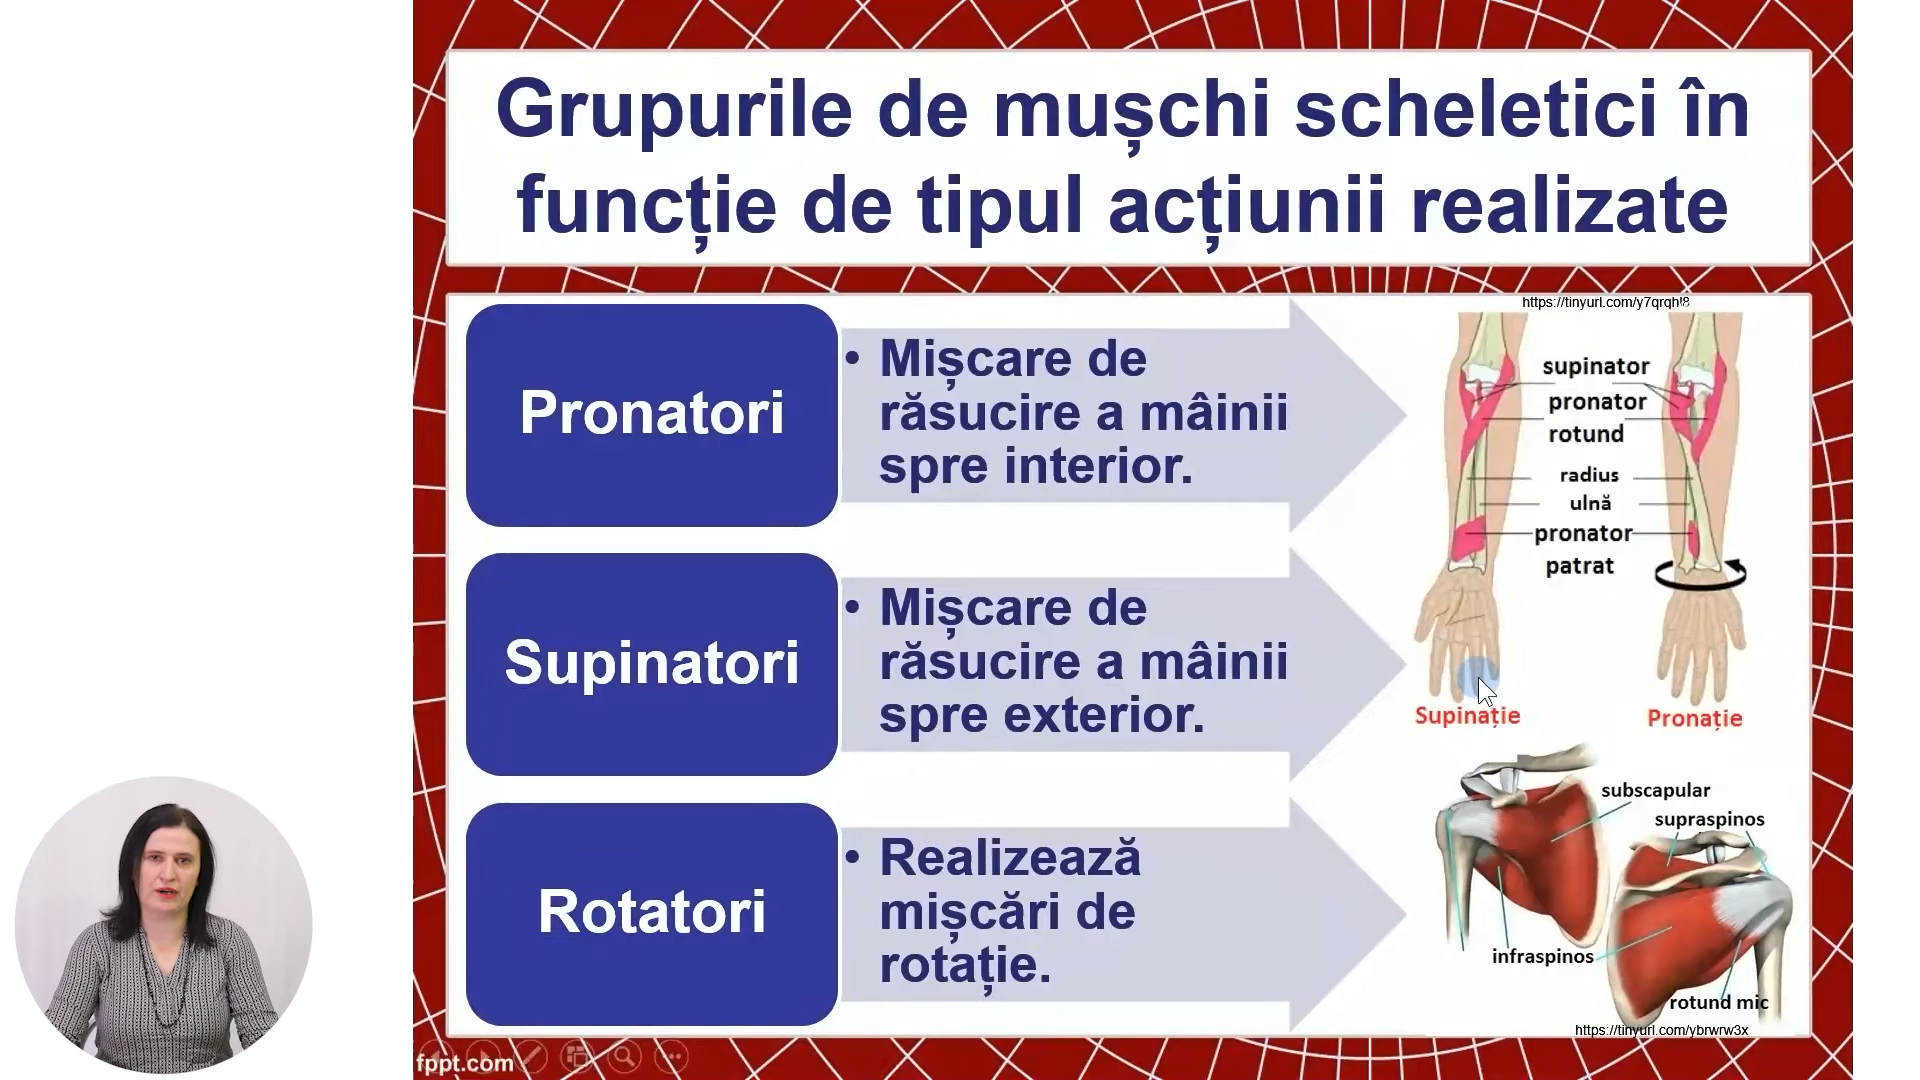 Grupurile de mușchi scheletici în
funcție de tipul acțiunii realizate
Pronatori
• Mișcare de
răsucire a mâinii
spre interior.
Supinatori
• Mișcare de
răsucire a mâinii
spre exterior.
Rotatori
• Realizează
mișcări de
rotație.
supinator
pronator
rotund
radius
ulnă
pronator
patrat
Supinație
Pronație
subscapular
supraspinos
infraspinos
rotund mic
https://tinyurl.com/ybrwrw3x
fppt.com